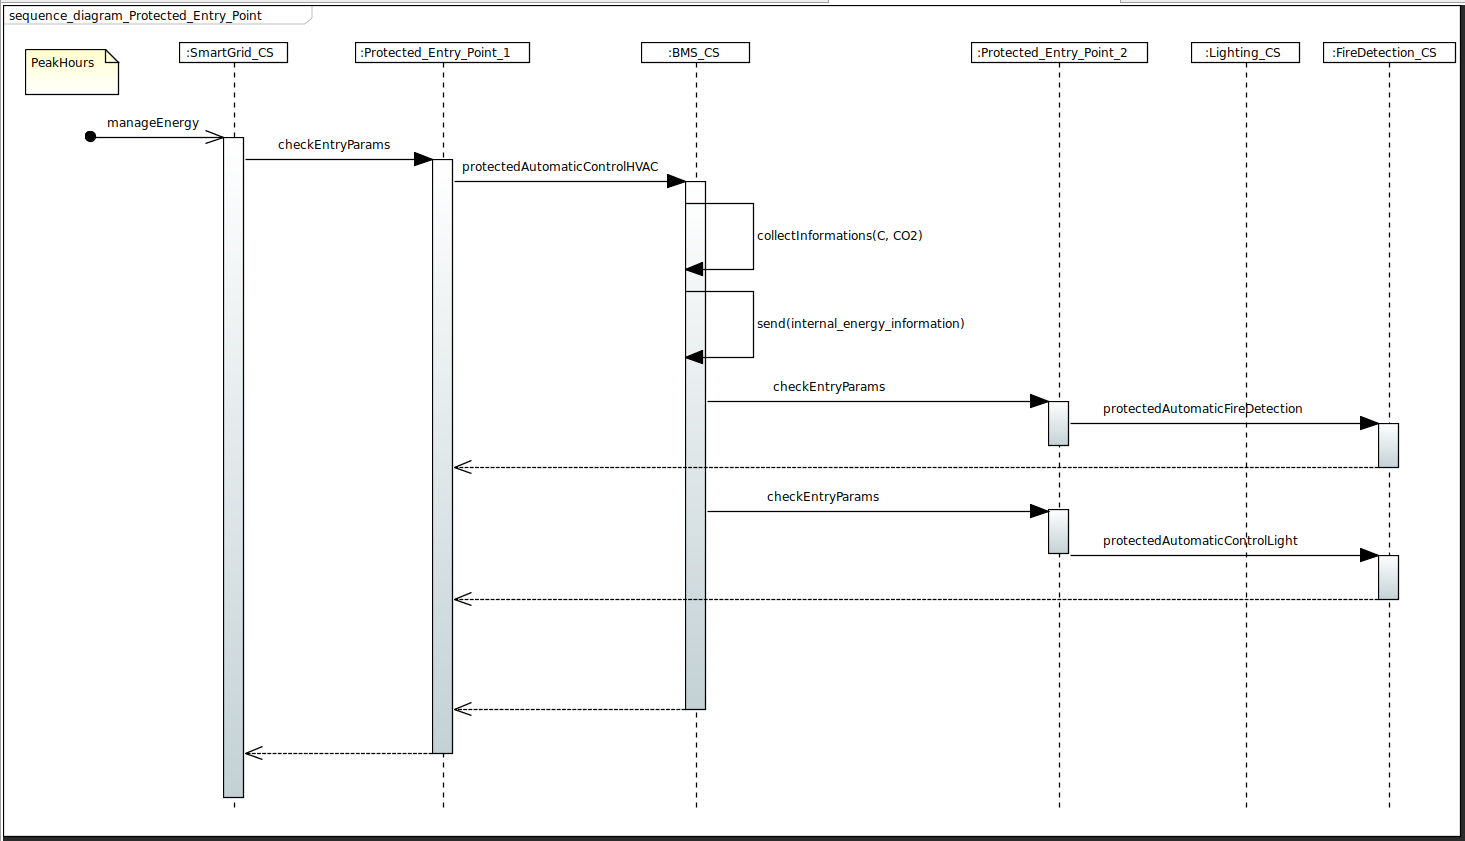 sequence_diagram_Protected_Entry_Point
PeakHours
:SmartGrid_CS
:Protected_Entry_Point_1
:BMS_CS
:Protected_Entry_Point_2
:Lighting_CS
:FireDetection_CS
manageEnergy
checkEntryParams
protectedAutomaticControlHVAC
collectInformations(C, CO2)
send(internal_energy_information)
checkEntryParams
protectedAutomaticFireDetection
checkEntryParams
protectedAutomaticControlLight